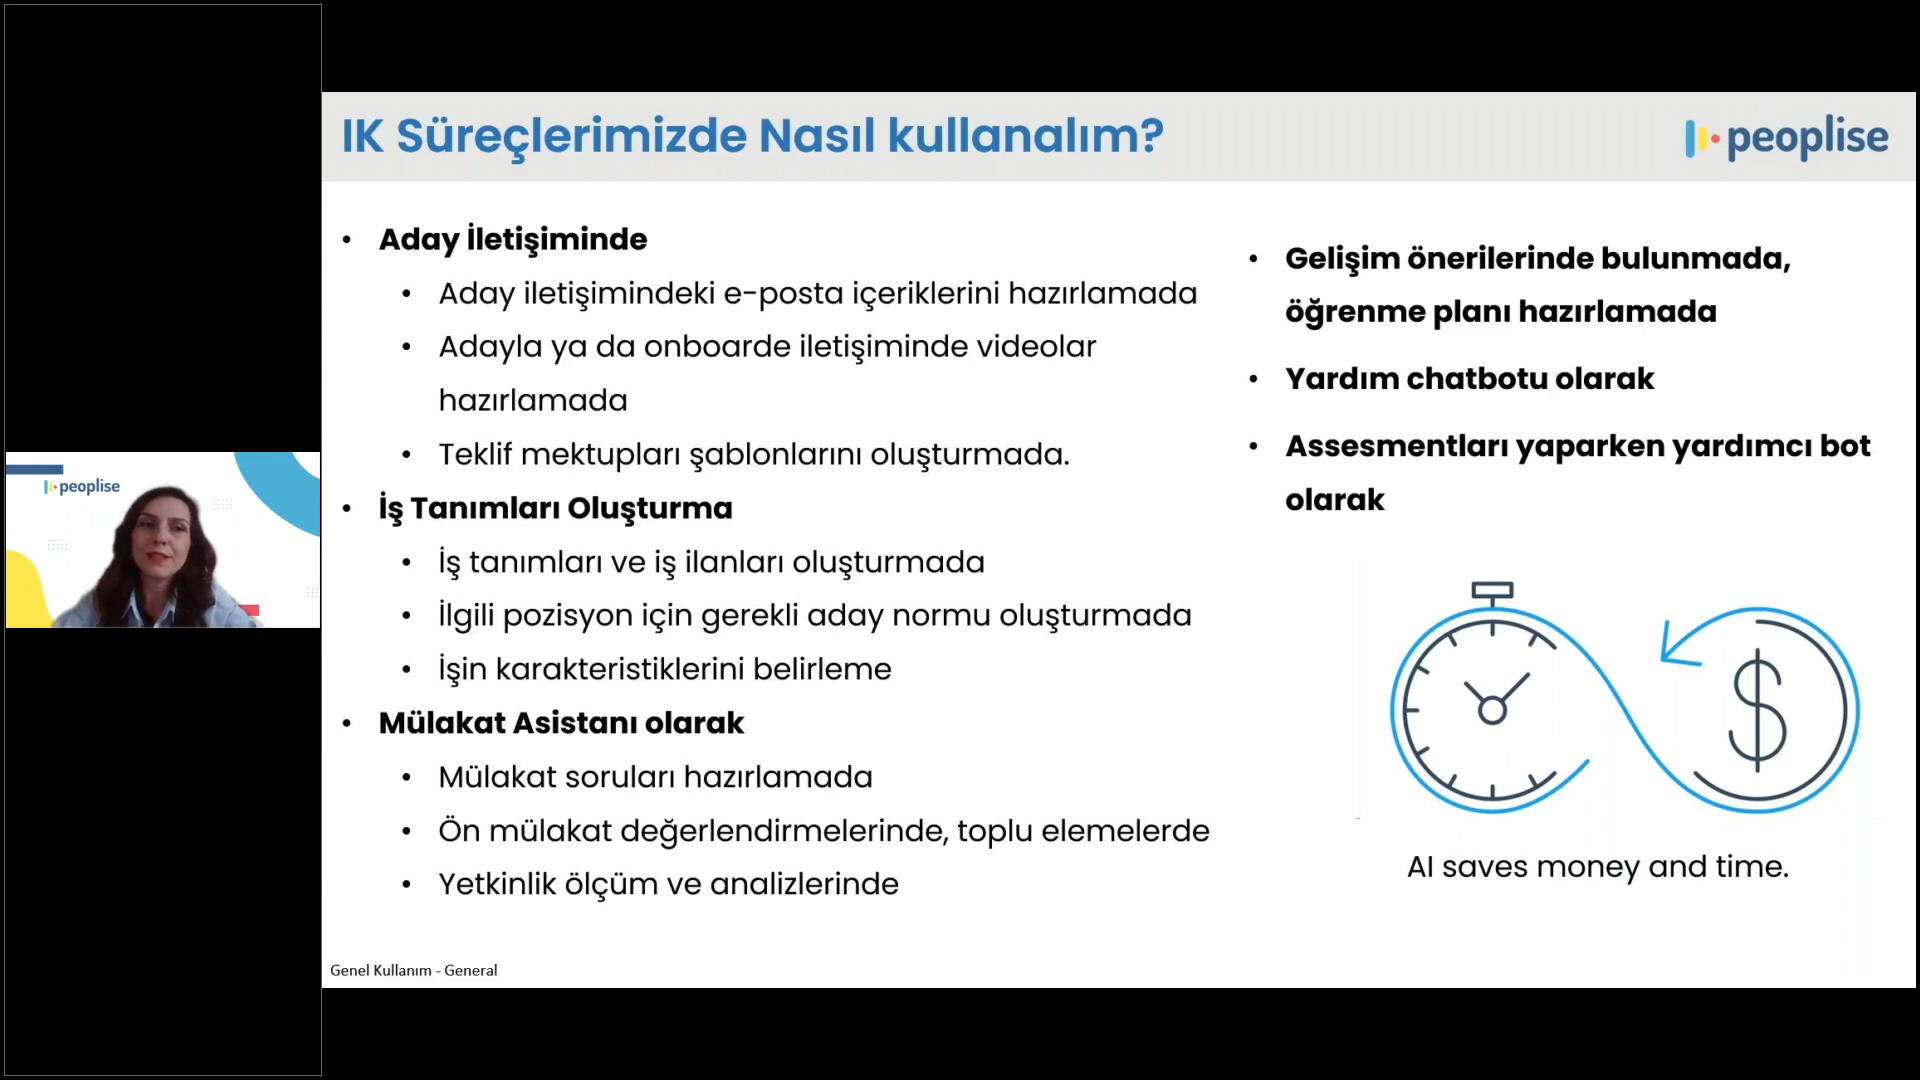 IK Süreçlerimizde Nasıl kullanalım?
peoplise
• Aday İletişiminde
• Aday iletişimindeki e-posta içeriklerini hazırlamada
• Adayla ya da onboarde iletişiminde videolar
hazırlamada
• Teklif mektupları şablonlarını oluşturmada.
• İş Tanımları Oluşturma
• İş tanımları ve iş ilanları oluşturmada
• İlgili pozisyon için gerekli aday normu oluşturmada
• İşin karakteristiklerini belirleme
• Mülakat Asistanı olarak
• Mülakat soruları hazırlamada
• Ön mülakat değerlendirmelerinde, toplu elemelerde
• Yetkinlik ölçüm ve analizlerinde
• Gelişim önerilerinde bulunmada,
öğrenme planı hazırlamada
• Yardım chatbotu olarak
• Assesmentları yaparken yardımcı bot
olarak
$
AI saves money and time.
Genel Kullanım - General
peoplise